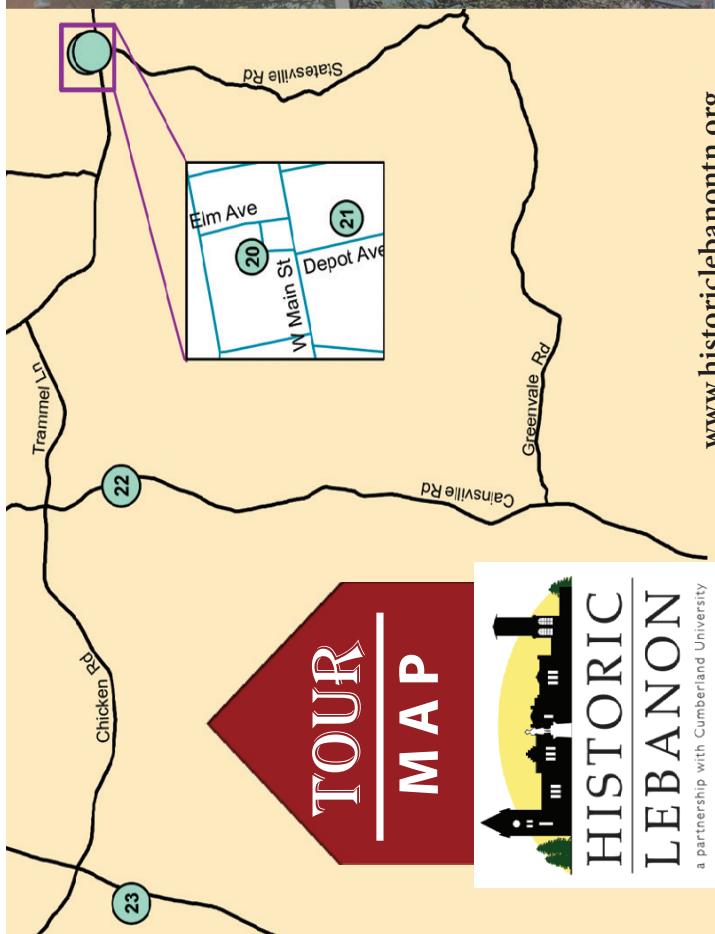 Statesville Rd
Elm Ave
20
21
W Main St
Depot Ave
Trammel Ln
22
Greenvale Rd
Cainsville Rd
Chicken Rd
23
TOUR
MAP
HISTORIC
LEBANON
a partnership with Cumberland University
www.historiclebanontn.org